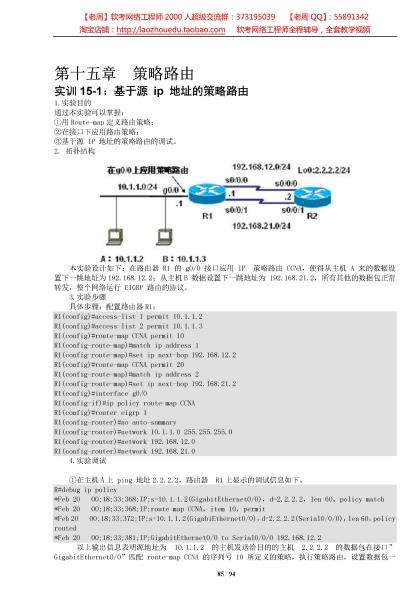 【老周】软考网络工程师 2000 人超级交流群：373195039 【老周 QQ】：55891342
淘宝店铺：http://laozhouedu.taobao.com 软考网络工程师全程辅导，全套教学视频
第十五章 策略路由
实训 15-1：基于源 ip 地址的策略路由
1.实验目的
通过本实验可以掌握：
①用 Route-map 定义路由策略；
②在接口下应用路由策略；
③基于源 IP 地址的策略路由的调试。
2. 拓扑结构
在g0/0上应用策略路由
192.168.12.0/24
Lo0:2.2.2.2/24
10.1.1.0/24
g0/0
s0/0/0
s0/0/0
.1
.1
.2
R1
s0/0/1
s0/0/1
R2
192.168.21.0/24
A：10.1.1.2
B：10.1.1.3
本实验设计如下：在路由器 R1 的 g0/0 接口应用 IP 策略路由 CCNA，使得从主机 A 来的数据设
置下一跳地址为 192.168.12.2；从主机 B 数据设置下一跳地址为 192.168.21.2，所有其他的数据包正常
转发，整个网络运行 EIGRP 路由的协议。
3.实验步骤
具体步骤：配置路由器 R1：
R1(config)#access-list 1 permit 10.1.1.2
R1(config)#access-list 2 permit 10.1.1.3
R1(config)#route-map CCNA permit 10
R1(config-route-map)#match ip address 1
R1(config-route-map)#set ip next-hop 192.168.12.2
R1(config)#route-map CCNA permit 20
R1(config-route-map)#match ip address 2
R1(config-route-map)#set ip next-hop 192.168.21.2
R1(config)#interface g0/0
R1(config-if)#ip policy route-map CCNA
R1(config)#router eigrp 1
R1(config-router)#no auto-summary
R1(config-router)#network 10.1.1.0 255.255.255.0
R1(config-router)#network 192.168.12.0
R1(config-router)#network 192.168.21.0
4.实验调试
①在主机 A 上 ping 地址 2.2.2.2，路由器 R1 上显示的调试信息如下。
R#debug ip policy
*Feb 20 00;18;33;368;IP;s=10.1.1.2(GigabitEthernet0/0)，d=2.2.2.2，len 60，policy match
*Feb 20 00;18;33;368;IP;route map CCNA，item 10，permit
*Feb 20 00;18;33;372;IP;s=10.1.1.2(GigabitEthernet0/0)，d=2.2.2.2(Serial0/0/0)，len 60，policy
routed
*Feb 20 00;18;33;381;IP;GigabitEthernet0/0 to Serial0/0/0 192.168.12.2
以上输出信息表明源地址为 10.1.1.2 的主机发送给目的的主机 2.2.2.2 的数据包在接口”
GigabitEthernet0/0”匹配 route-map CCNA 的序列号 10 所定义的策略，执行策略路由，设置数据包一
85 / 94